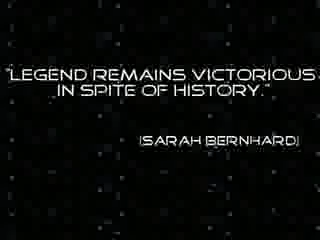 "LEGEND REMAINS VICTORIOUS
IN SPITE OF HISTORY."
(SARAH BERNHARD)